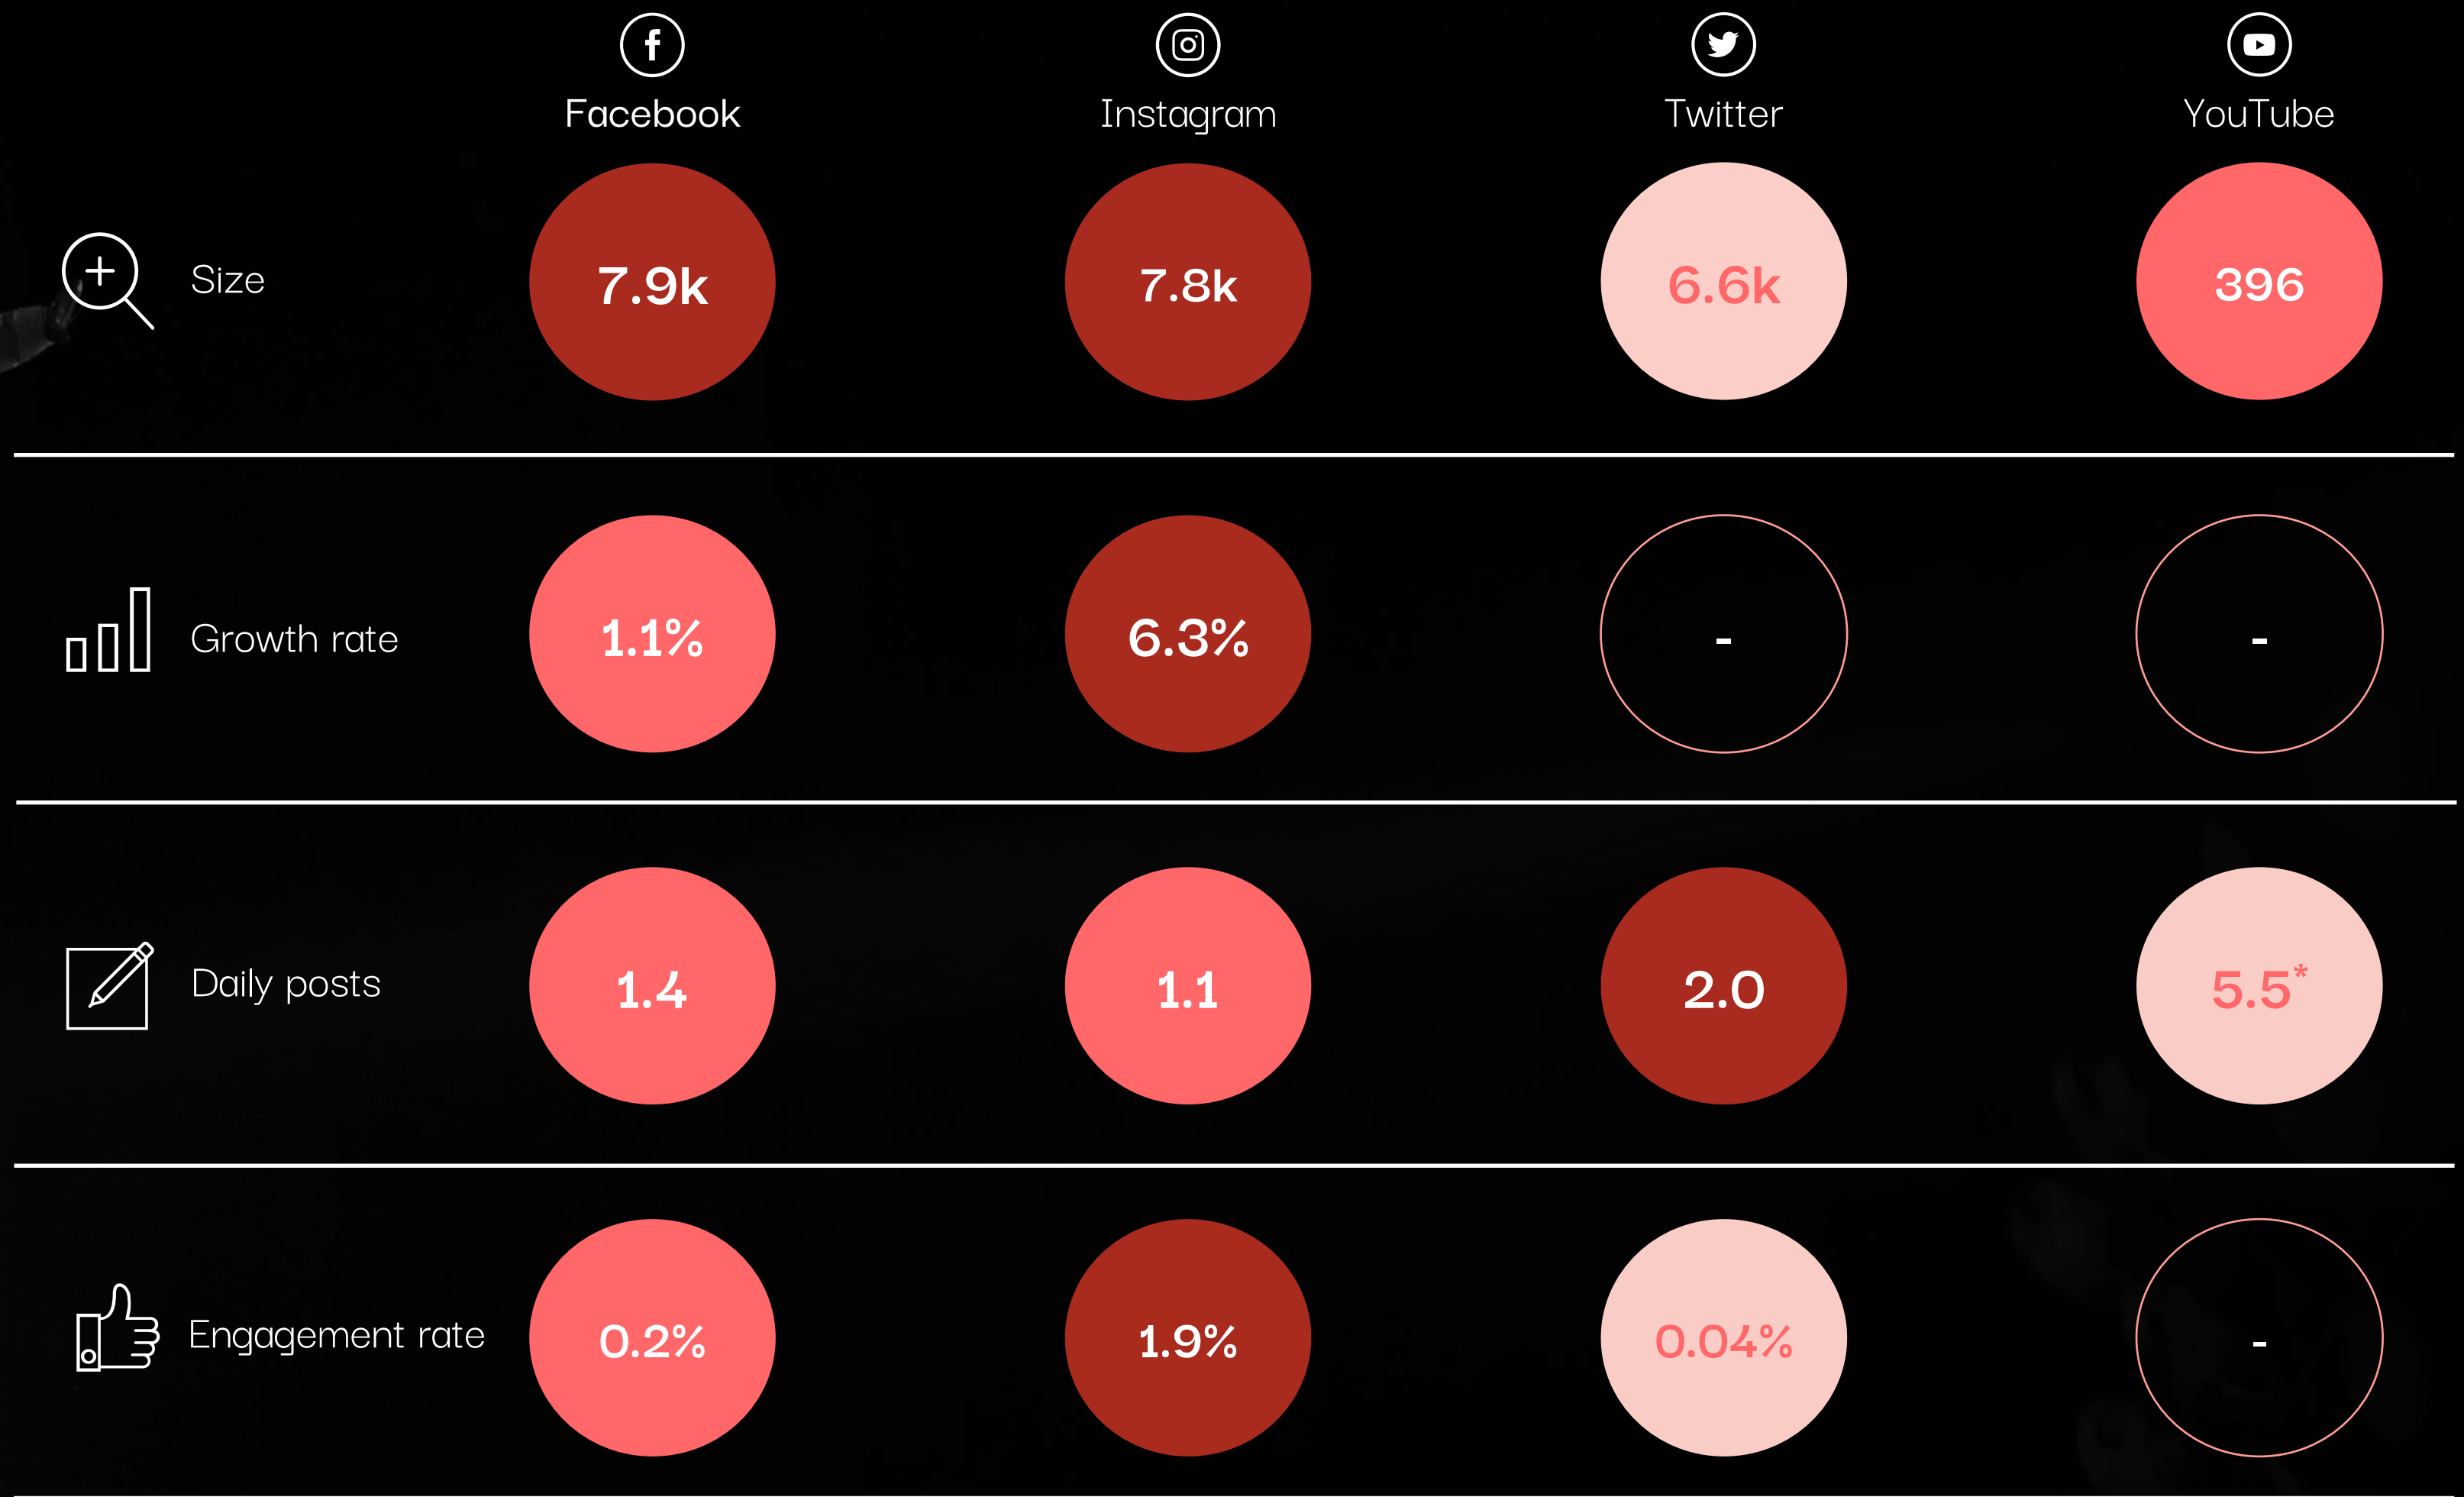 Facebook Instagram Twitter YouTube
Size 7.9k 7.8k 6.6k 396
Growth rate 1.1% 6.3% - -
Daily posts 1.4 1.1 2.0 5.5*
Engagement rate 0.2% 1.9% 0.04% -